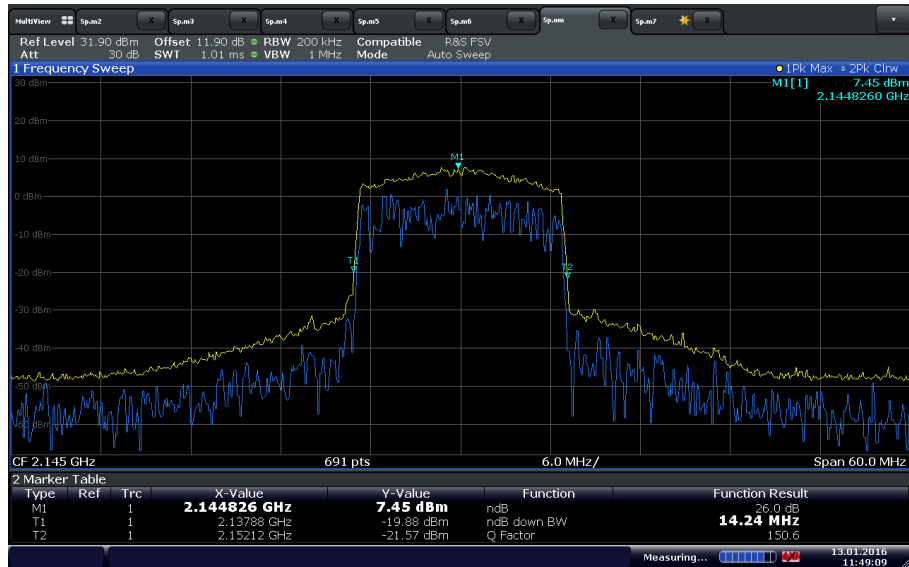 MultiView Sp.m2 X Sp.m3 X Sp.m4 X Sp.m5 X Sp.m6 X Sp.um X Sp.m7 X
Ref Level 31.90 dBm Offset 11.90 dB RBW 200 kHz Compatible R&S FSV
Att 30 dB SWT 1.01 ms VBW 1 MHz Mode Auto Sweep
1 Frequency Sweep 1Pk Max 2Pk Clrw
M1[1] 7.45 dBm
2.1448260 GHz
30 dBm
20 dBm
10 dBm
M1
0 dBm
-10 dBm
T1 T2
-20 dBm
-30 dBm
-40 dBm
-50 dBm
-60 dBm
CF 2.145 GHz 691 pts 6.0 MHz/ Span 60.0 MHz
2 Marker Table
Type Ref Trc X-Value Y-Value Function Function Result
M1 1 2.144826 GHz 7.45 dBm ndB 26.0 dB
T1 1 2.13788 GHz -19.88 dBm ndB down BW 14.24 MHz
T2 1 2.15212 GHz -21.57 dBm Q Factor 150.6
Measuring... 13.01.2016
11:49:09